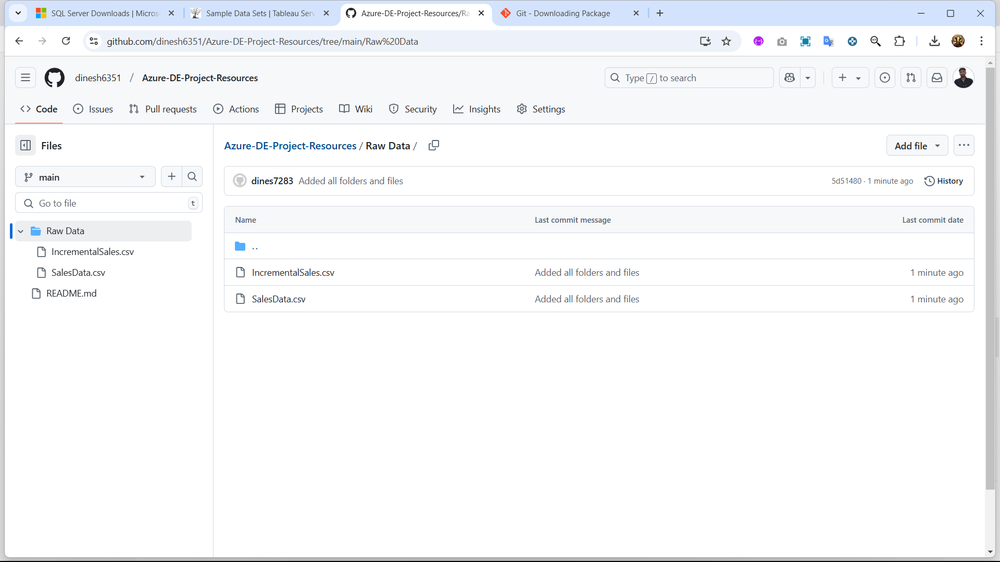 SQL Server Downloads | Micros
Sample Data Sets | Tableau Serv
Azure-DE-Project-Resources/Ra
Git - Downloading Package
github.com/dinesh6351/Azure-DE-Project-Resources/tree/main/Raw%20Data
dinesh6351 / Azure-DE-Project-Resources
Type / to search
Code
Issues
Pull requests
Actions
Projects
Wiki
Security
Insights
Settings
Files
main
Go to file
t
Raw Data
IncrementalSales.csv
SalesData.csv
README.md
Azure-DE-Project-Resources / Raw Data /
Add file
dines7283 Added all folders and files
5d51480 · 1 minute ago
History
Name Last commit message Last commit date
..
IncrementalSales.csv Added all folders and files 1 minute ago
SalesData.csv Added all folders and files 1 minute ago